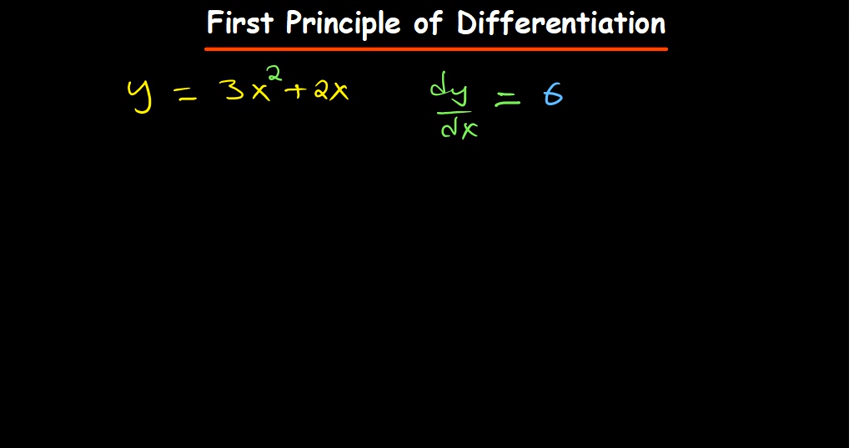 First Principle of Differentiation
y = 3x² + 2x dy/dx = 6